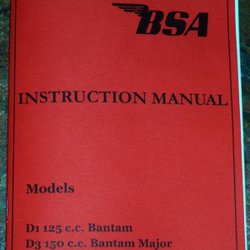 BSA
INSTRUCTION MANUAL
Models
D1 125 c.c. Bantam
D3 150 c.c. Bantam Major